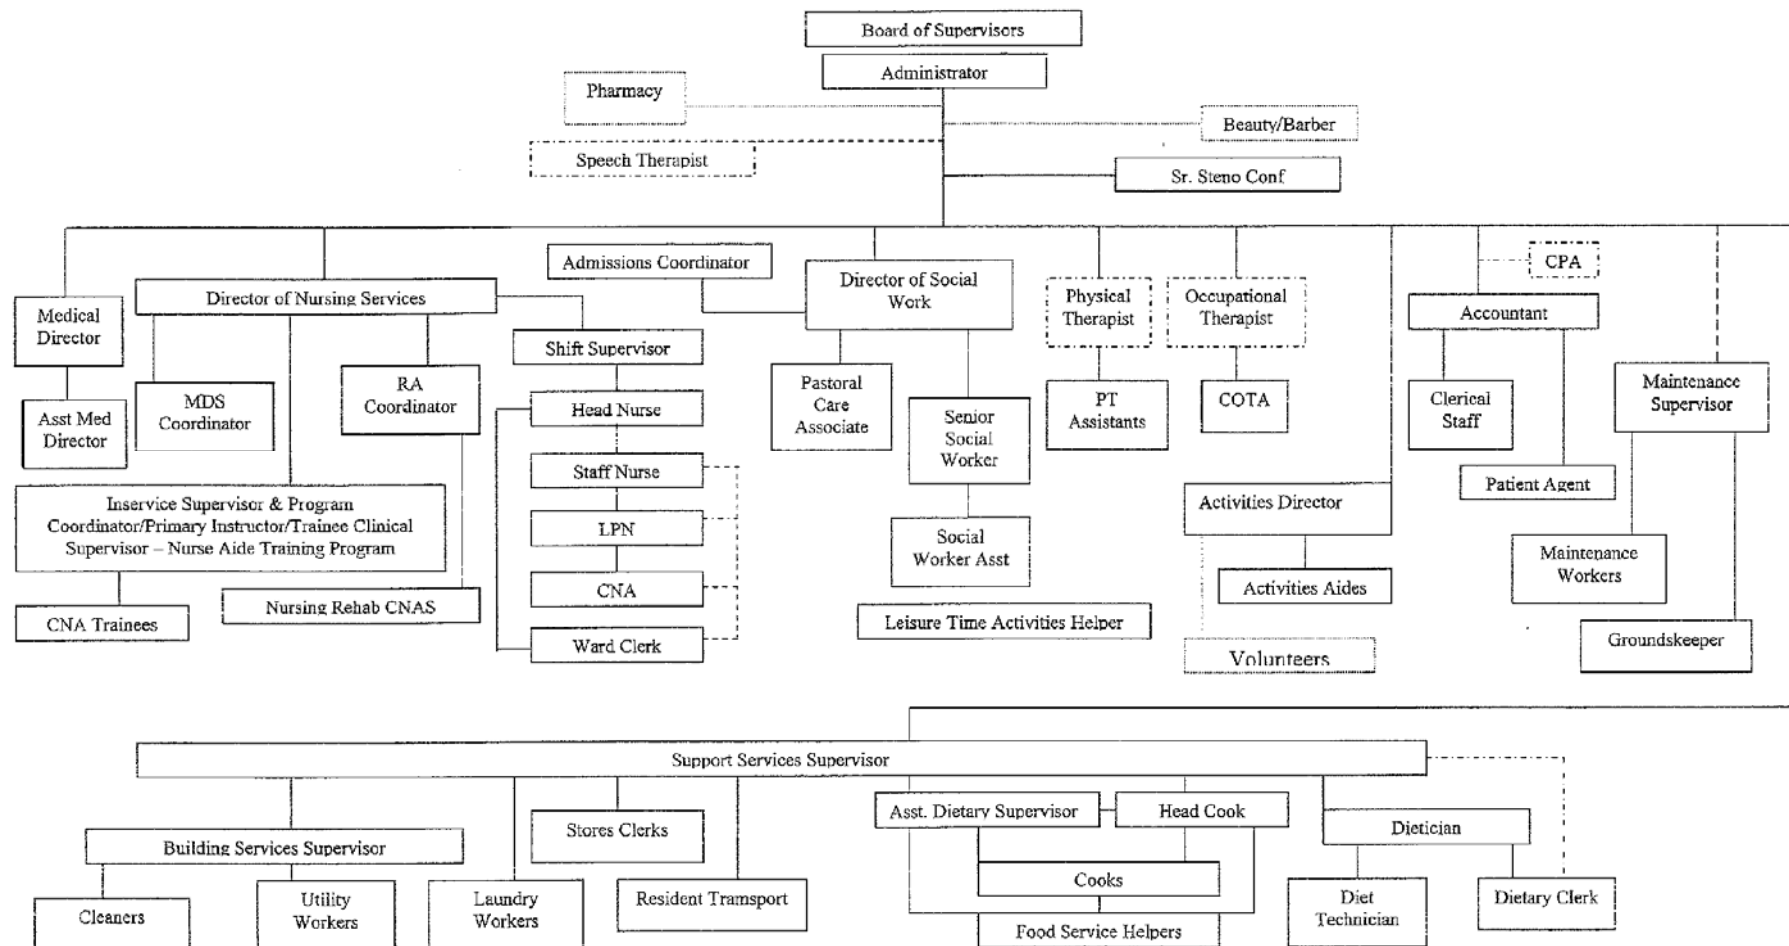 Board of Supervisors
Administrator
Pharmacy
Beauty/Barber
Speech Therapist
Sr. Steno Conf
Admissions Coordinator
CPA
Director of Social
Work
Director of Nursing Services
Medical
Director
Physical
Therapist
Occupational
Therapist
Accountant
Shift Supervisor
RA
Coordinator
MDS
Coordinator
Asst Med
Director
Head Nurse
Pastoral
Care
Associate
Senior
Social
Worker
PT
Assistants
COTA
Clerical
Staff
Maintenance
Supervisor
Staff Nurse
Patient Agent
Inservice Supervisor & Program
Coordinator/Primary Instructor/Trainee Clinical
Supervisor – Nurse Aide Training Program
LPN
Social
Worker Asst
Activities Director
Maintenance
Workers
CNA
Activities Aides
Nursing Rehab CNAS
CNA Trainees
Leisure Time Activities Helper
Ward Clerk
Volunteers
Groundskeeper
Support Services Supervisor
Asst. Dietary Supervisor
Head Cook
Stores Clerks
Dietician
Building Services Supervisor
Cooks
Cleaners
Utility
Workers
Laundry
Workers
Resident Tramsport
Diet
Technician
Dietary Clerk
Food Service Helpers